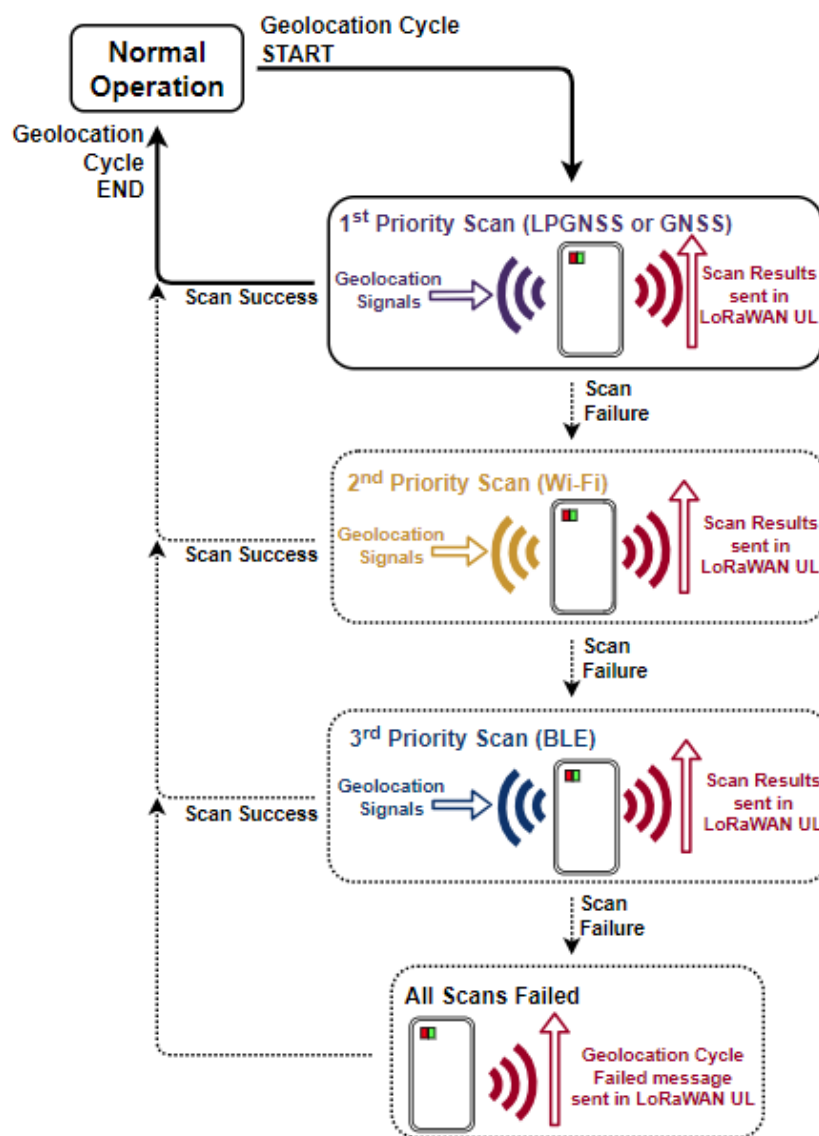 Geolocation Cycle
START
Normal
Operation
Geolocation
Cycle
END
1st Priority Scan (LPGNSS or GNSS)
Geolocation
Signals
Scan Results
sent in
LoRaWAN UL
Scan Success
Scan
Failure
2nd Priority Scan (Wi-Fi)
Geolocation
Signals
Scan Results
sent in
LoRaWAN UL
Scan Success
Scan
Failure
3rd Priority Scan (BLE)
Geolocation
Signals
Scan Results
sent in
LoRaWAN UL
Scan Success
Scan
Failure
All Scans Failed
Geolocation Cycle
Failed message
sent in LoRaWAN UL